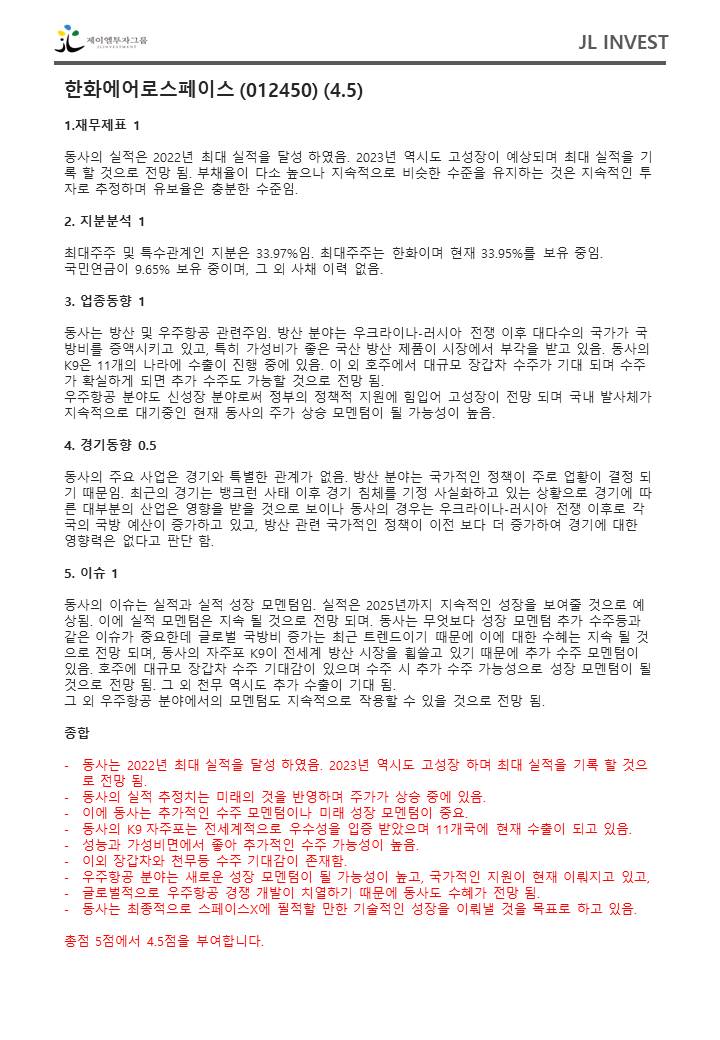 제이엘투자그룹
JL INVESTMENT
JL INVEST
한화에어로스페이스 (012450) (4.5)
1.재무제표 1
동사의 실적은 2022년 최대 실적을 달성 하였음. 2023년 역시도 고성장이 예상되며 최대 실적을 기
록 할 것으로 전망 됨. 부채율이 다소 높으나 지속적으로 비슷한 수준을 유지하는 것은 지속적인 투
자로 추정하며 유보율은 충분한 수준임.
2. 지분분석 1
최대주주 및 특수관계인 지분은 33.97%임. 최대주주는 한화이며 현재 33.95%를 보유 중임.
국민연금이 9.65% 보유 중이며, 그 외 사채 이력 없음.
3. 업종동향 1
동사는 방산 및 우주항공 관련주임. 방산 분야는 우크라이나-러시아 전쟁 이후 대다수의 국가가 국
방비를 증액시키고 있고, 특히 가성비가 좋은 국산 방산 제품이 시장에서 부각을 받고 있음. 동사의
K9은 11개의 나라에 수출이 진행 중에 있음. 이 외 호주에서 대규모 장갑차 수주가 기대 되며 수주
가 확실하게 되면 추가 수주도 가능할 것으로 전망 됨.
우주항공 분야도 신성장 분야로써 정부의 정책적 지원에 힘입어 고성장이 전망 되며 국내 발사체가
지속적으로 대기중인 현재 동사의 주가 상승 모멘텀이 될 가능성이 높음.
4. 경기동향 0.5
동사의 주요 사업은 경기와 특별한 관계가 없음. 방산 분야는 국가적인 정책이 주로 업황이 결정 되
기 때문임. 최근의 경기는 뱅크런 사태 이후 경기 침체를 기정 사실화하고 있는 상황으로 경기에 따
른 대부분의 산업은 영향을 받을 것으로 보이나 동사의 경우는 우크라이나-러시아 전쟁 이후로 각
국의 국방 예산이 증가하고 있고, 방산 관련 국가적인 정책이 이전 보다 더 증가하여 경기에 대한
영향력은 없다고 판단 함.
5. 이슈 1
동사의 이슈는 실적과 실적 성장 모멘텀임. 실적은 2025년까지 지속적인 성장을 보여줄 것으로 예
상됨. 이에 실적 모멘텀은 지속 될 것으로 전망 되며. 동사는 무엇보다 성장 모멘텀 추가 수주등과
같은 이슈가 중요한데 글로벌 국방비 증가는 최근 트렌드이기 때문에 이에 대한 수혜는 지속 될 것
으로 전망 되며, 동사의 자주포 K9이 전세계 방산 시장을 휩쓸고 있기 때문에 추가 수주 모멘텀이
있음. 호주에 대규모 장갑차 수주 기대감이 있으며 수주 시 추가 수주 가능성으로 성장 모멘텀이 될
것으로 전망 됨. 그 외 천무 역시도 추가 수출이 기대 됨.
그 외 우주항공 분야에서의 모멘텀도 지속적으로 작용할 수 있을 것으로 전망 됨.
종합
- 동사는 2022년 최대 실적을 달성 하였음. 2023년 역시도 고성장 하며 최대 실적을 기록 할 것으
로 전망 됨.
- 동사의 실적 추정치는 미래의 것을 반영하며 주가가 상승 중에 있음.
- 이에 동사는 추가적인 수주 모멘텀이나 미래 성장 모멘텀이 중요.
- 동사의 K9 자주포는 전세계적으로 우수성을 입증 받았으며 11개국에 현재 수출이 되고 있음.
- 성능과 가성비면에서 좋아 추가적인 수주 가능성이 높음.
- 이외 장갑차와 천무등 수주 기대감이 존재함.
- 우주항공 분야는 새로운 성장 모멘텀이 될 가능성이 높고, 국가적인 지원이 현재 이뤄지고 있고,
- 글로벌적으로 우주항공 경쟁 개발이 치열하기 때문에 동사도 수혜가 전망 됨.
- 동사는 최종적으로 스페이스X에 필적할 만한 기술적인 성장을 이뤄낼 것을 목표로 하고 있음.
총점 5점에서 4.5점을 부여합니다.